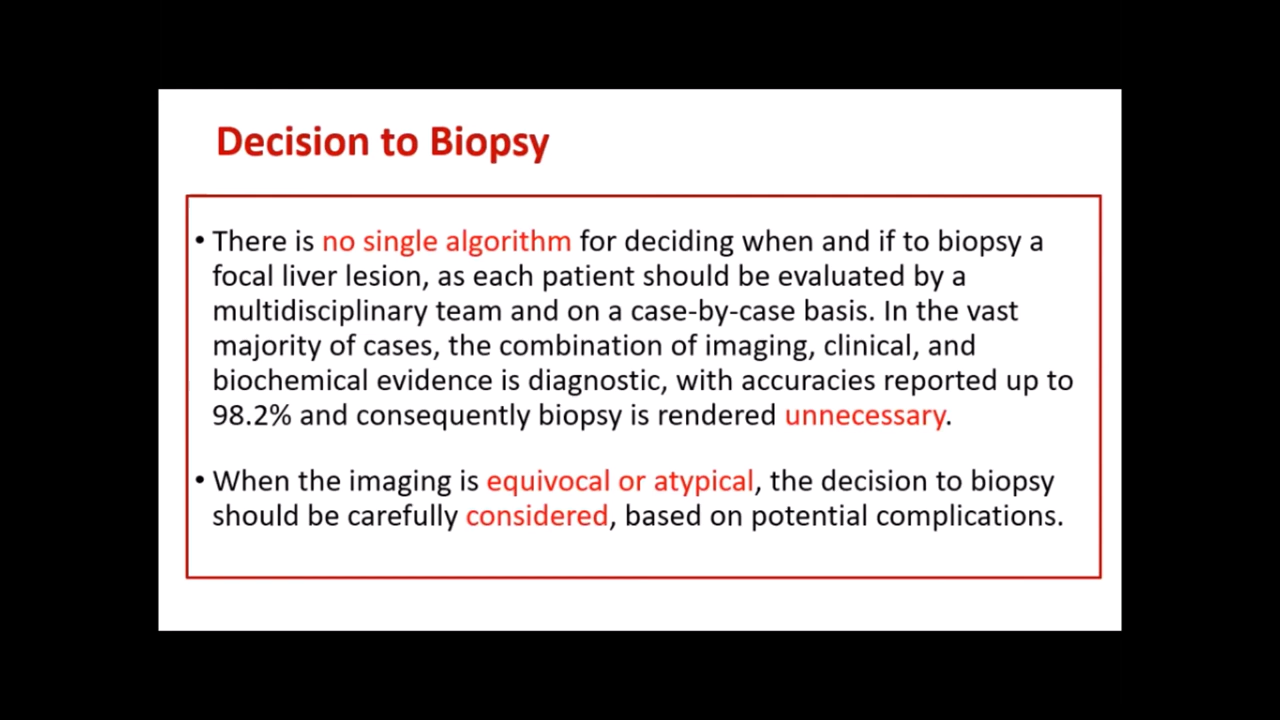 Decision to Biopsy
• There is no single algorithm for deciding when and if to biopsy a
focal liver lesion, as each patient should be evaluated by a
multidisciplinary team and on a case-by-case basis. In the vast
majority of cases, the combination of imaging, clinical, and
biochemical evidence is diagnostic, with accuracies reported up to
98.2% and consequently biopsy is rendered unnecessary.
• When the imaging is equivocal or atypical, the decision to biopsy
should be carefully considered, based on potential complications.